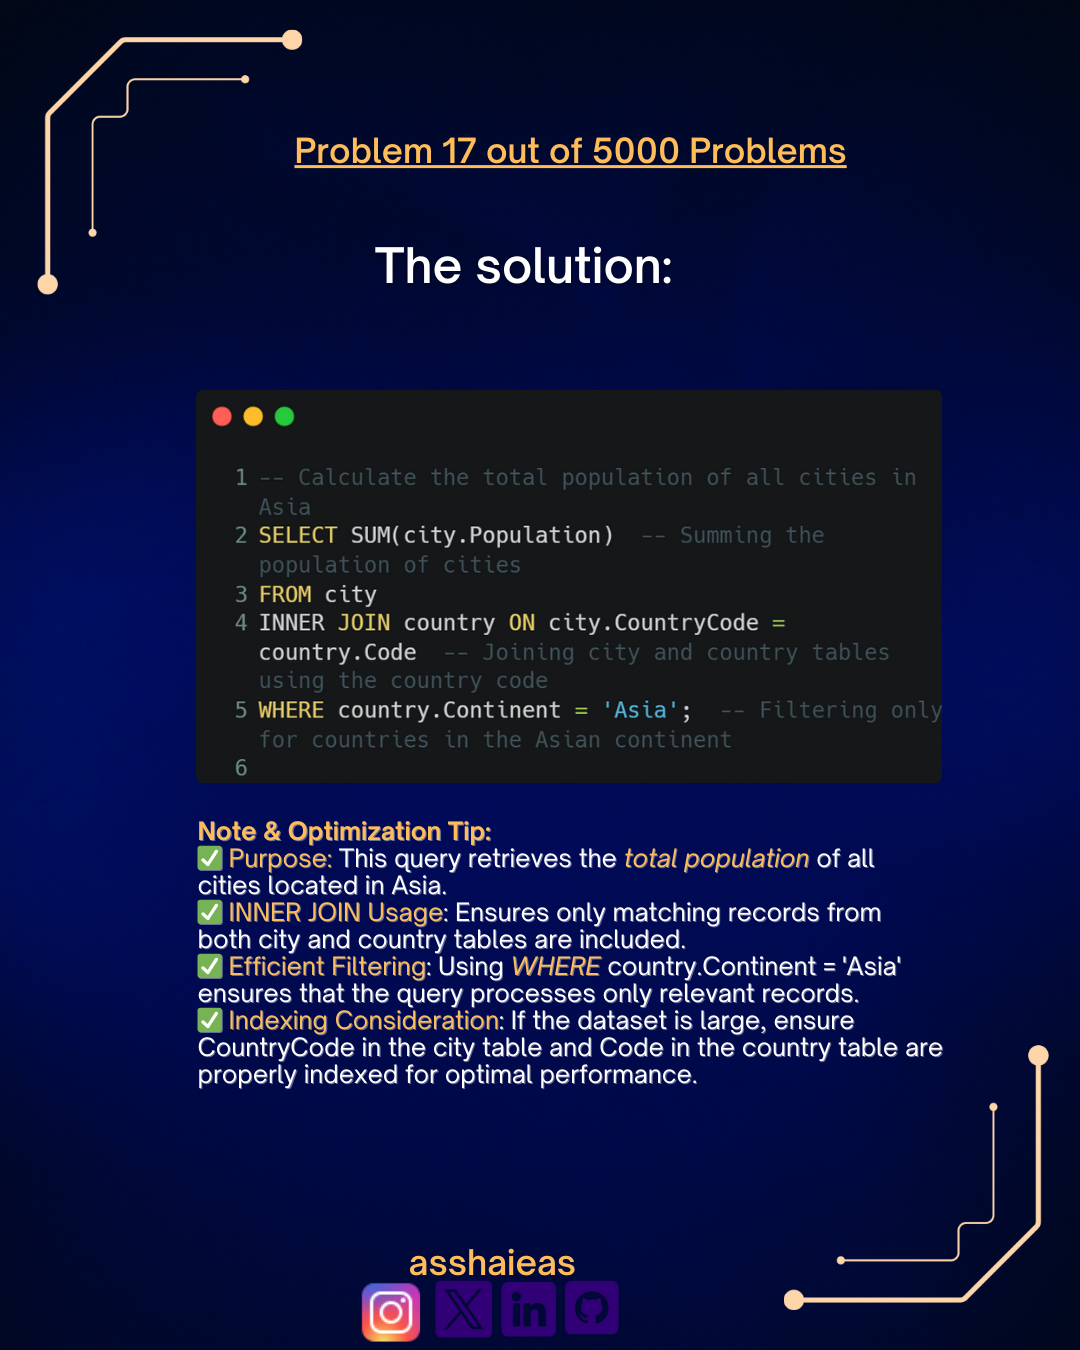 Problem 17 out of 5000 Problems
The solution:
1 -- Calculate the total population of all cities in
Asia
2 SELECT SUM(city.Population)  -- Summing the
population of cities
3 FROM city
4 INNER JOIN country ON city.CountryCode =
country.Code  -- Joining city and country tables
using the country code
5 WHERE country.Continent = 'Asia';  -- Filtering only
for countries in the Asian continent
6
Note & Optimization Tip:
✅ Purpose: This query retrieves the total population of all
cities located in Asia.
✅ INNER JOIN Usage: Ensures only matching records from
both city and country tables are included.
✅ Efficient Filtering: Using WHERE country.Continent = 'Asia'
ensures that the query processes only relevant records.
✅ Indexing Consideration: If the dataset is large, ensure
CountryCode in the city table and Code in the country table are
properly indexed for optimal performance.
asshaieas
in